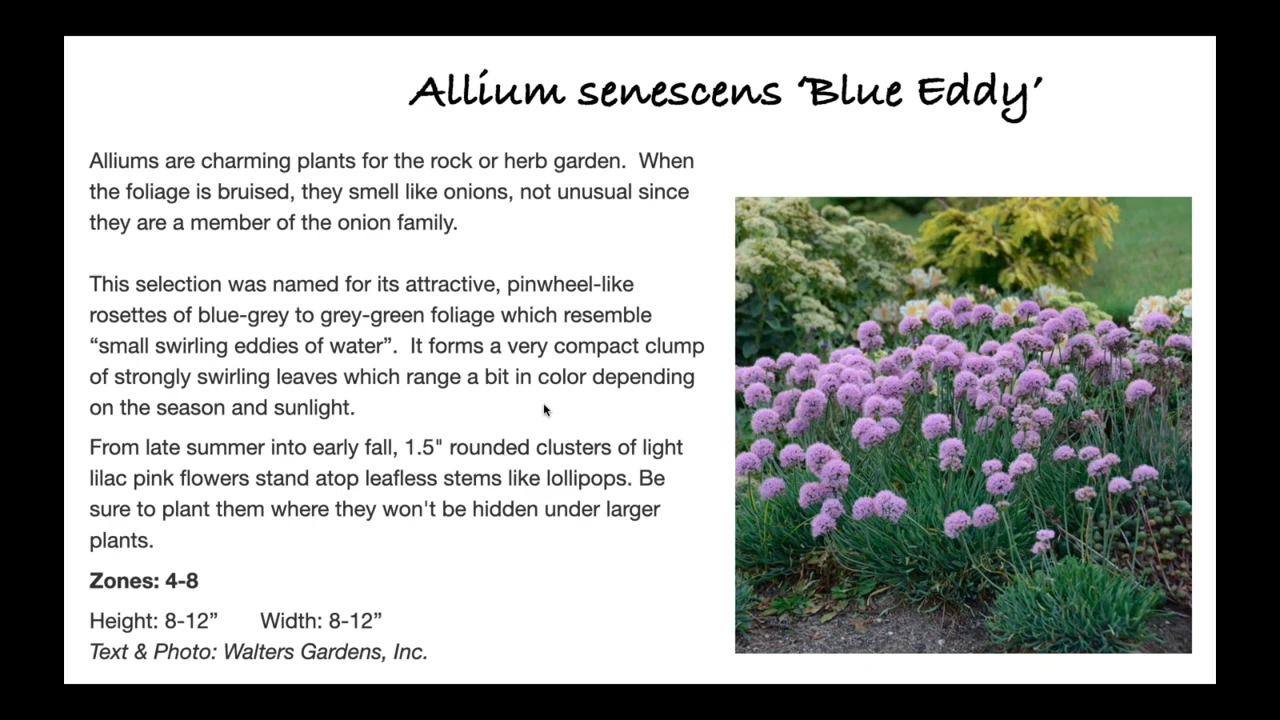 Allium senescens ‘Blue Eddy’
Alliums are charming plants for the rock or herb garden.  When
the foliage is bruised, they smell like onions, not unusual since
they are a member of the onion family.
This selection was named for its attractive, pinwheel-like
rosettes of blue-grey to grey-green foliage which resemble
“small swirling eddies of water”.  It forms a very compact clump
of strongly swirling leaves which range a bit in color depending
on the season and sunlight.
From late summer into early fall, 1.5" rounded clusters of light
lilac pink flowers stand atop leafless stems like lollipops. Be
sure to plant them where they won't be hidden under larger
plants.
Zones: 4-8
Height: 8-12” Width: 8-12”
Text & Photo: Walters Gardens, Inc.